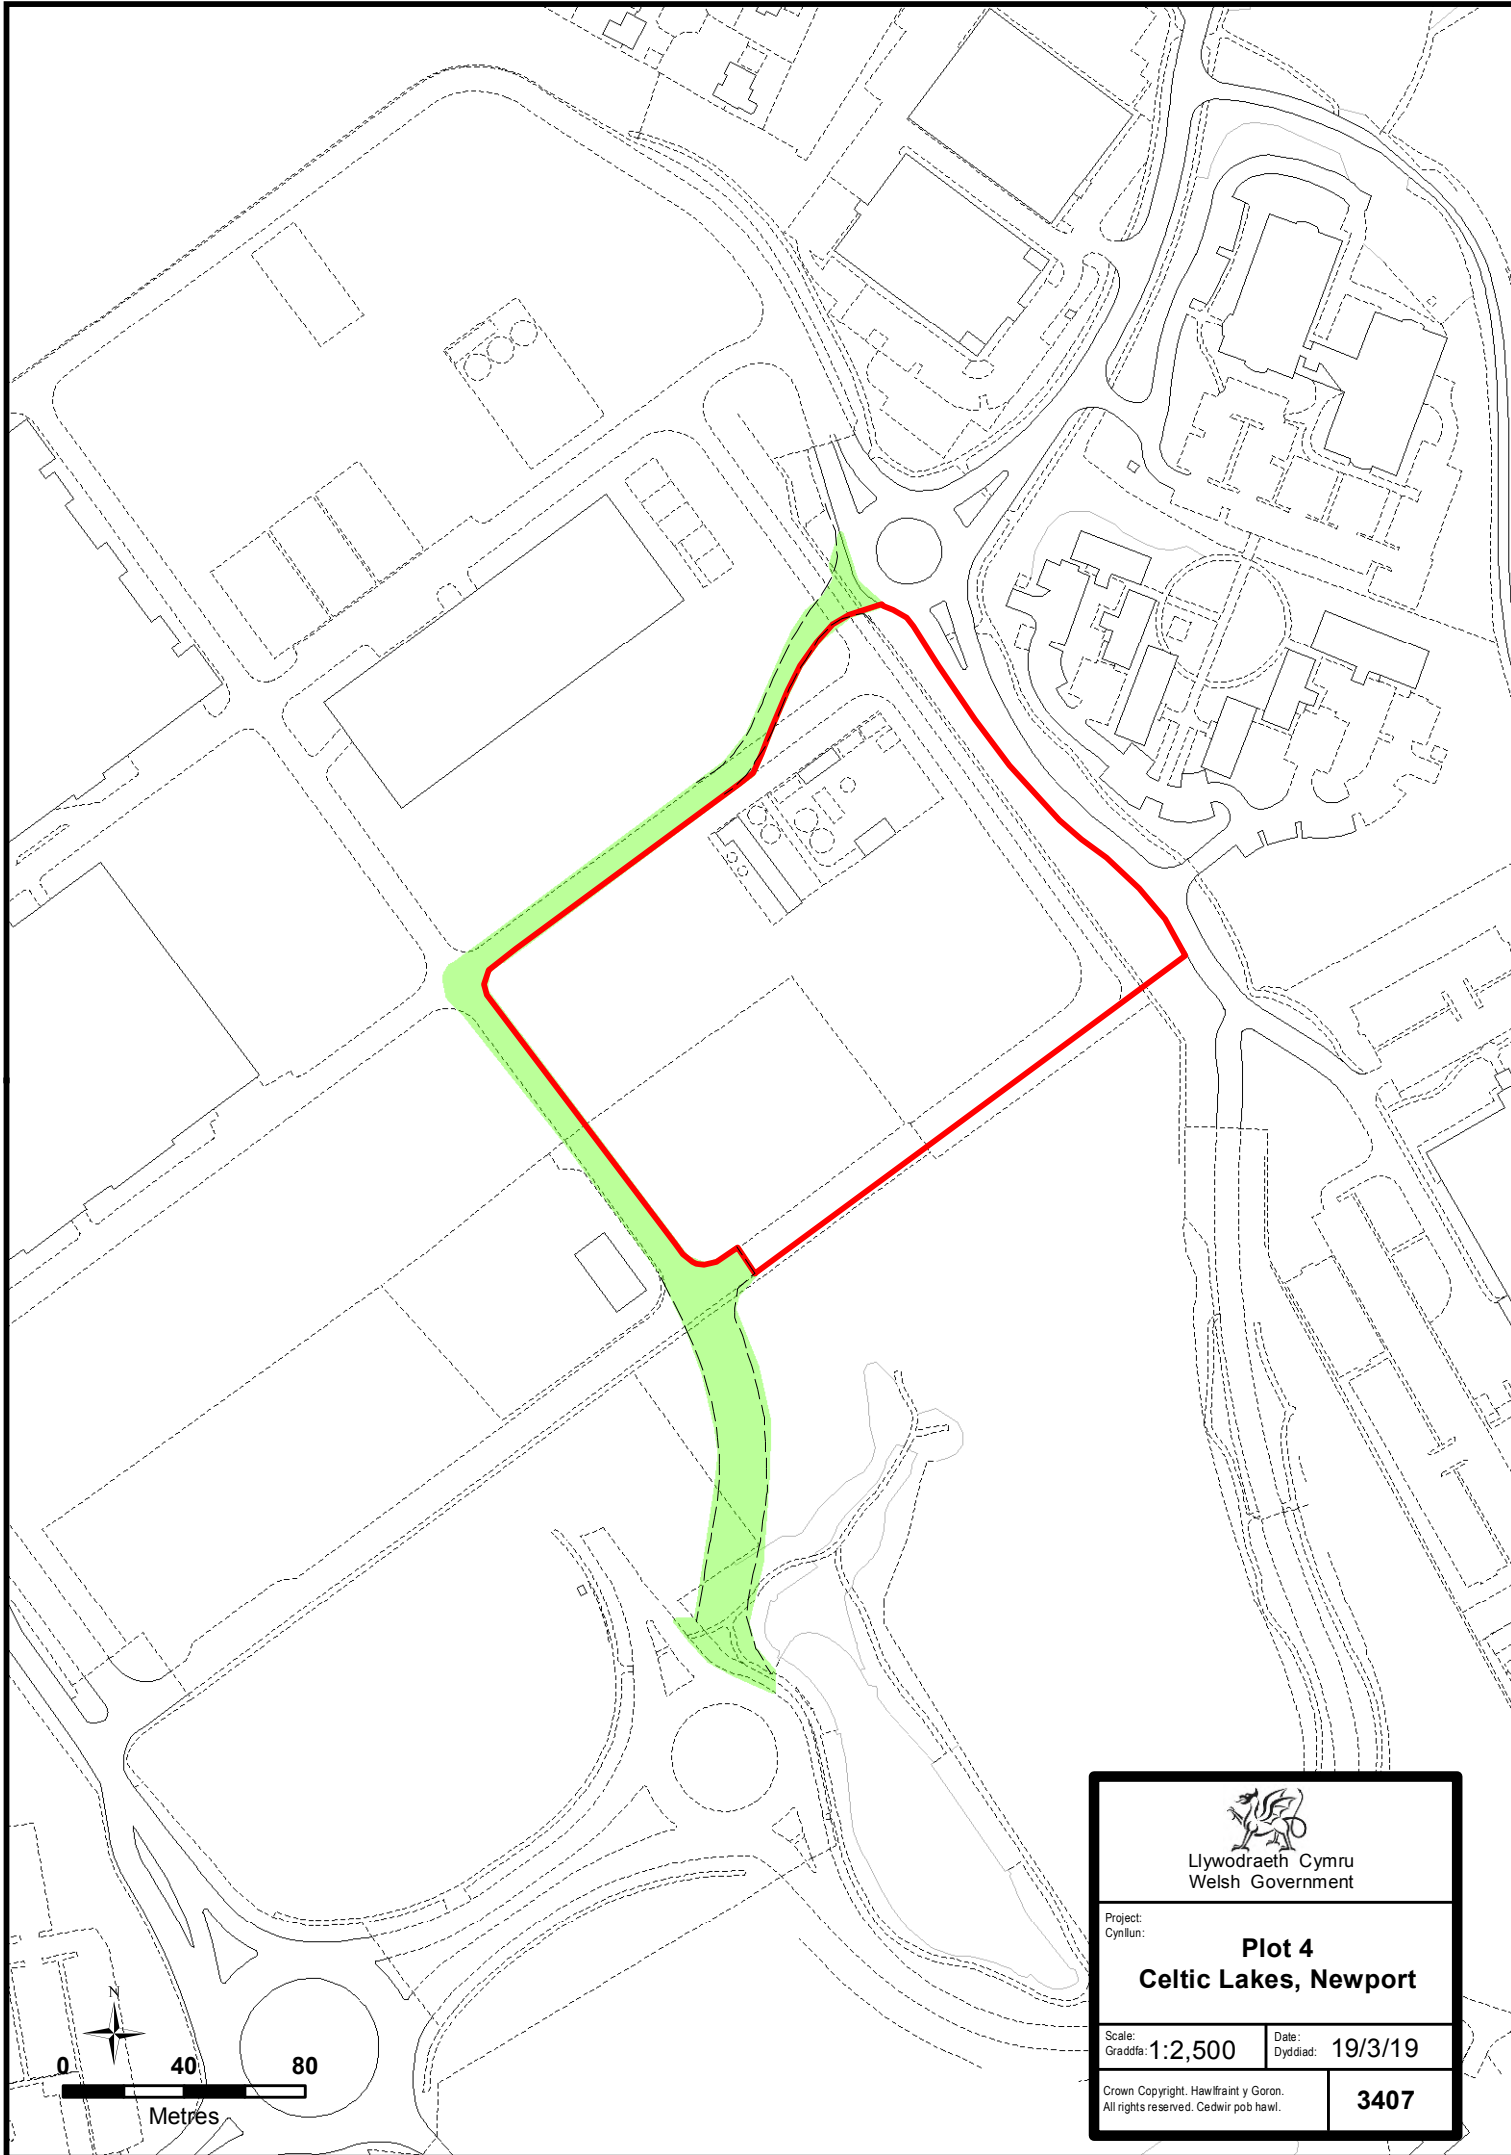 N
0 40 80
Metres
Llywodraeth Cymru
Welsh Government
Project:
Cynllun:
Plot 4
Celtic Lakes, Newport
Scale:
Graddfa: 1:2,500
Date:
Dyddiad: 19/3/19
Crown Copyright. Hawlfraint y Goron.
All rights reserved. Cedwir pob hawl.
3407